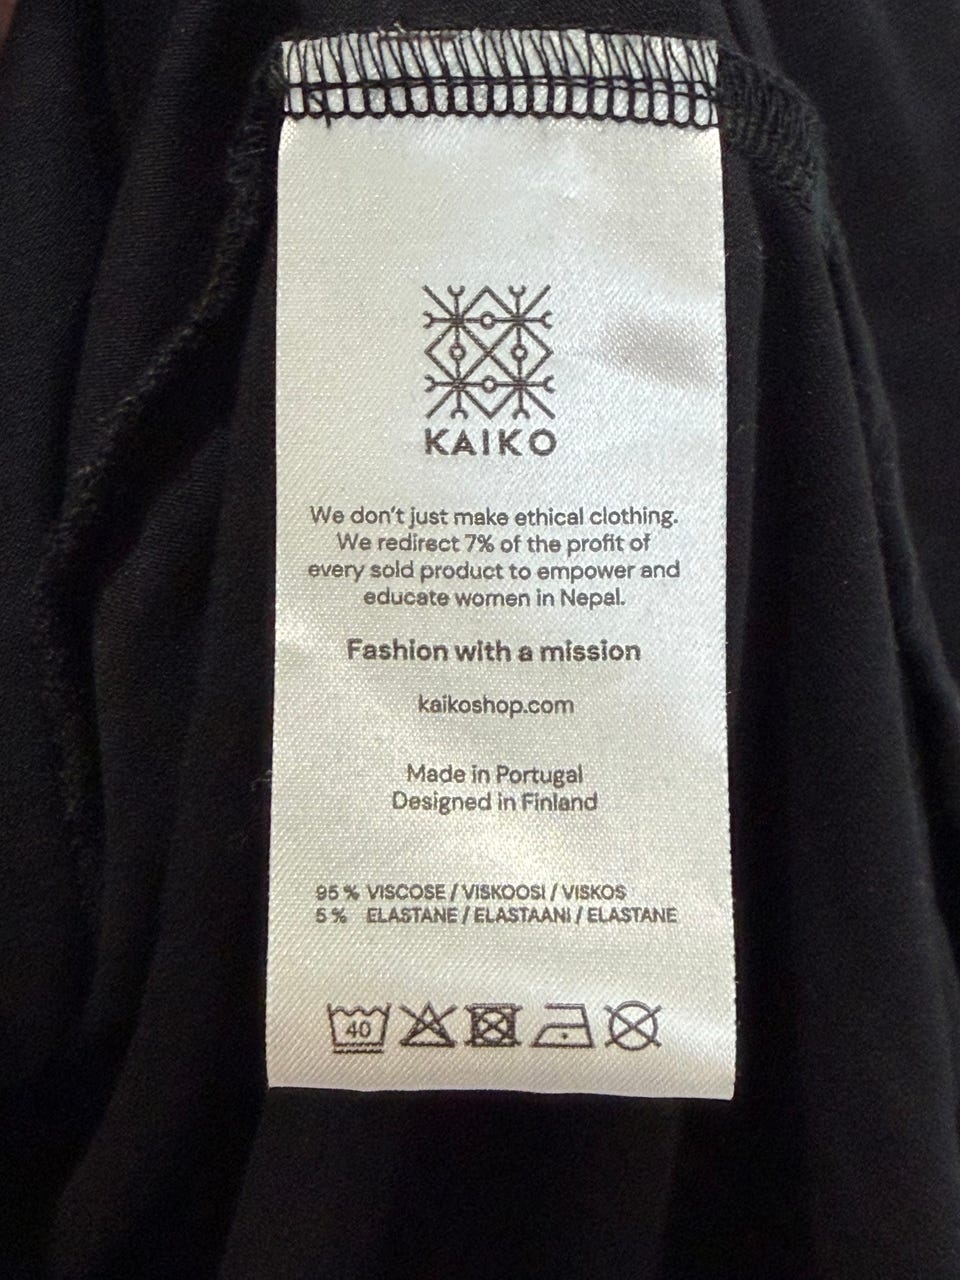 KAIKO
We don't just make ethical clothing.
We redirect 7% of the profit of
every sold product to empower and
educate women in Nepal.
Fashion with a mission
kaikoshop.com
Made in Portugal
Designed in Finland
95 % VISCOSE / VISKOOSI / VISKOS
5 % ELASTANE / ELASTAANI / ELASTANE
40